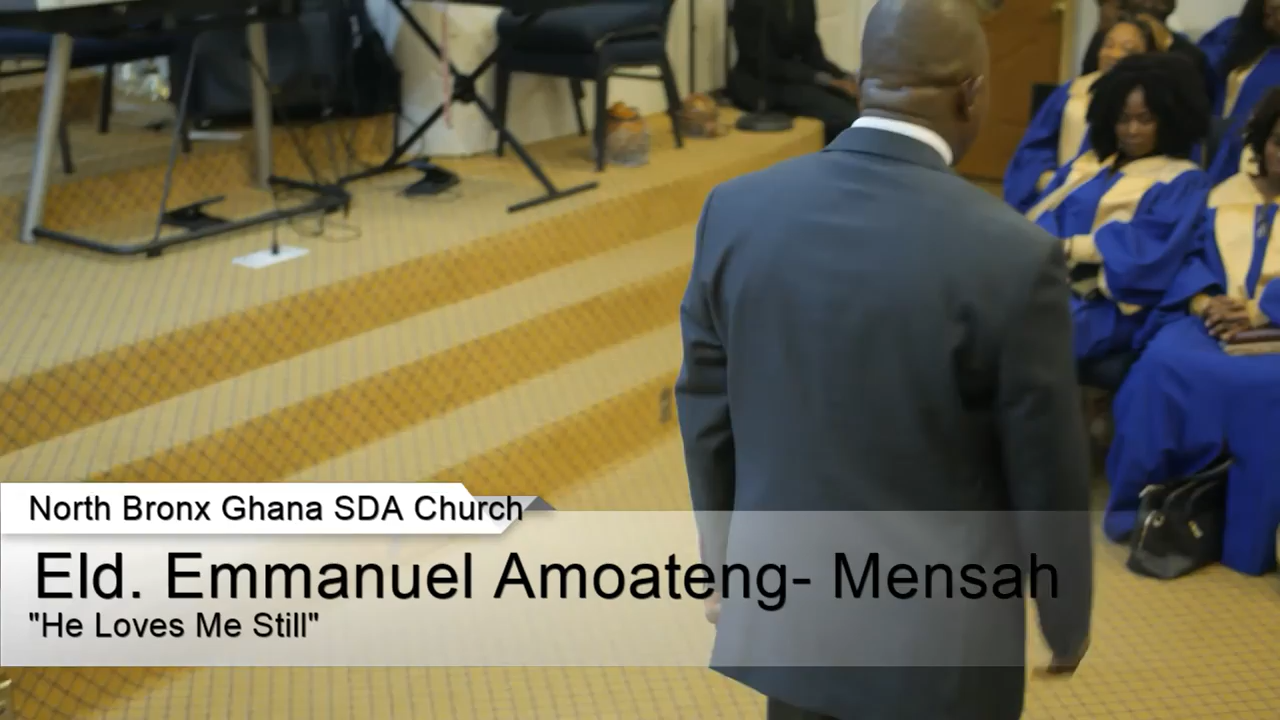 North Bronx Ghana SDA Church
Eld. Emmanuel Amoateng- Mensah
"He Loves Me Still"